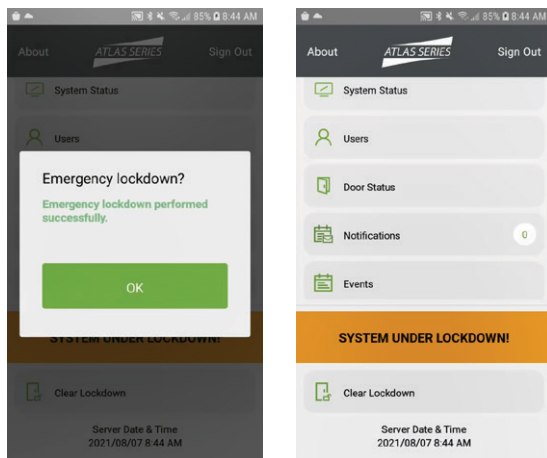 85% 8:44 AM
About
ATLAS SERIES
Sign Out
System Status
Users
Emergency lockdown?
Emergency lockdown performed
successfully.
OK
SYSTEM UNDER LOCKDOWN!
Clear Lockdown
Server Date & Time
2021/08/07 8:44 AM
85% 8:44 AM
About
ATLAS SERIES
Sign Out
System Status
Users
Door Status
Notifications
0
Events
SYSTEM UNDER LOCKDOWN!
Clear Lockdown
Server Date & Time
2021/08/07 8:44 AM